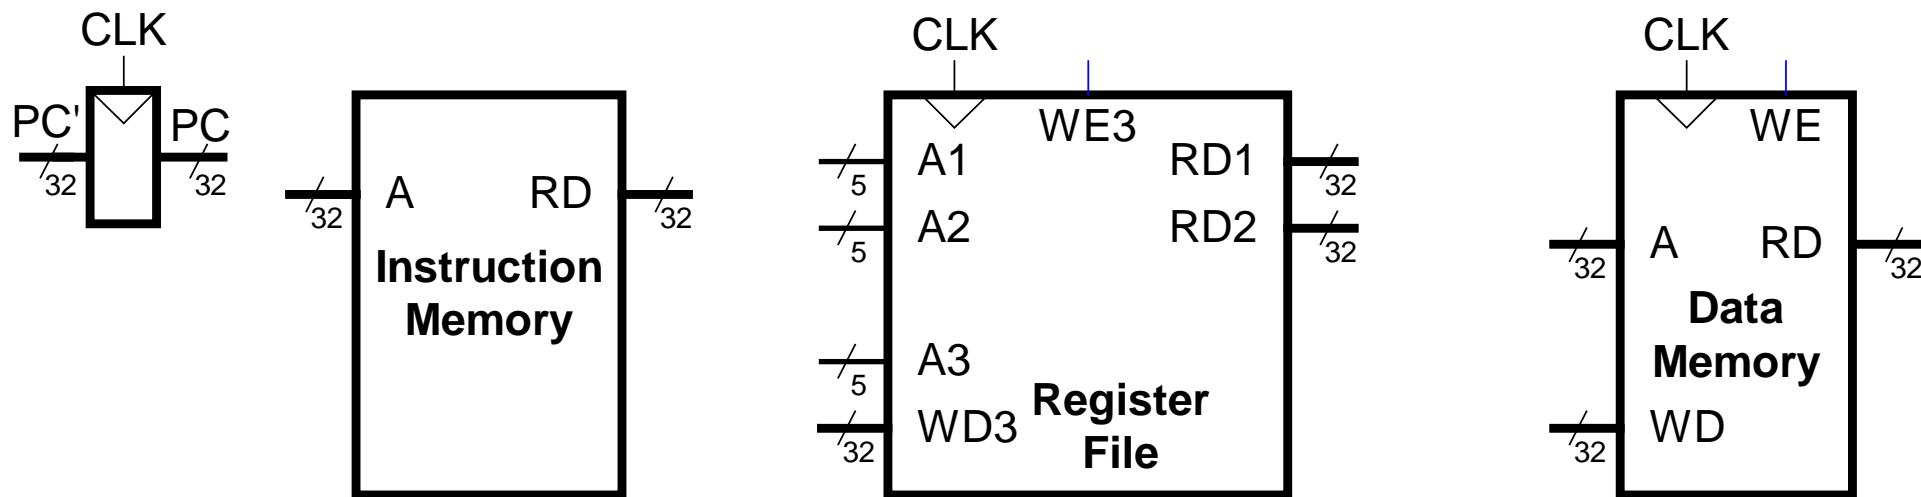 CLK
PC'
PC
32
32
A
RD
32
32
Instruction
Memory
CLK
WE3
A1
RD1
5
32
A2
RD2
5
32
A3
5
WD3
32
Register
File
CLK
WE
A
RD
32
32
Data
Memory
WD
32